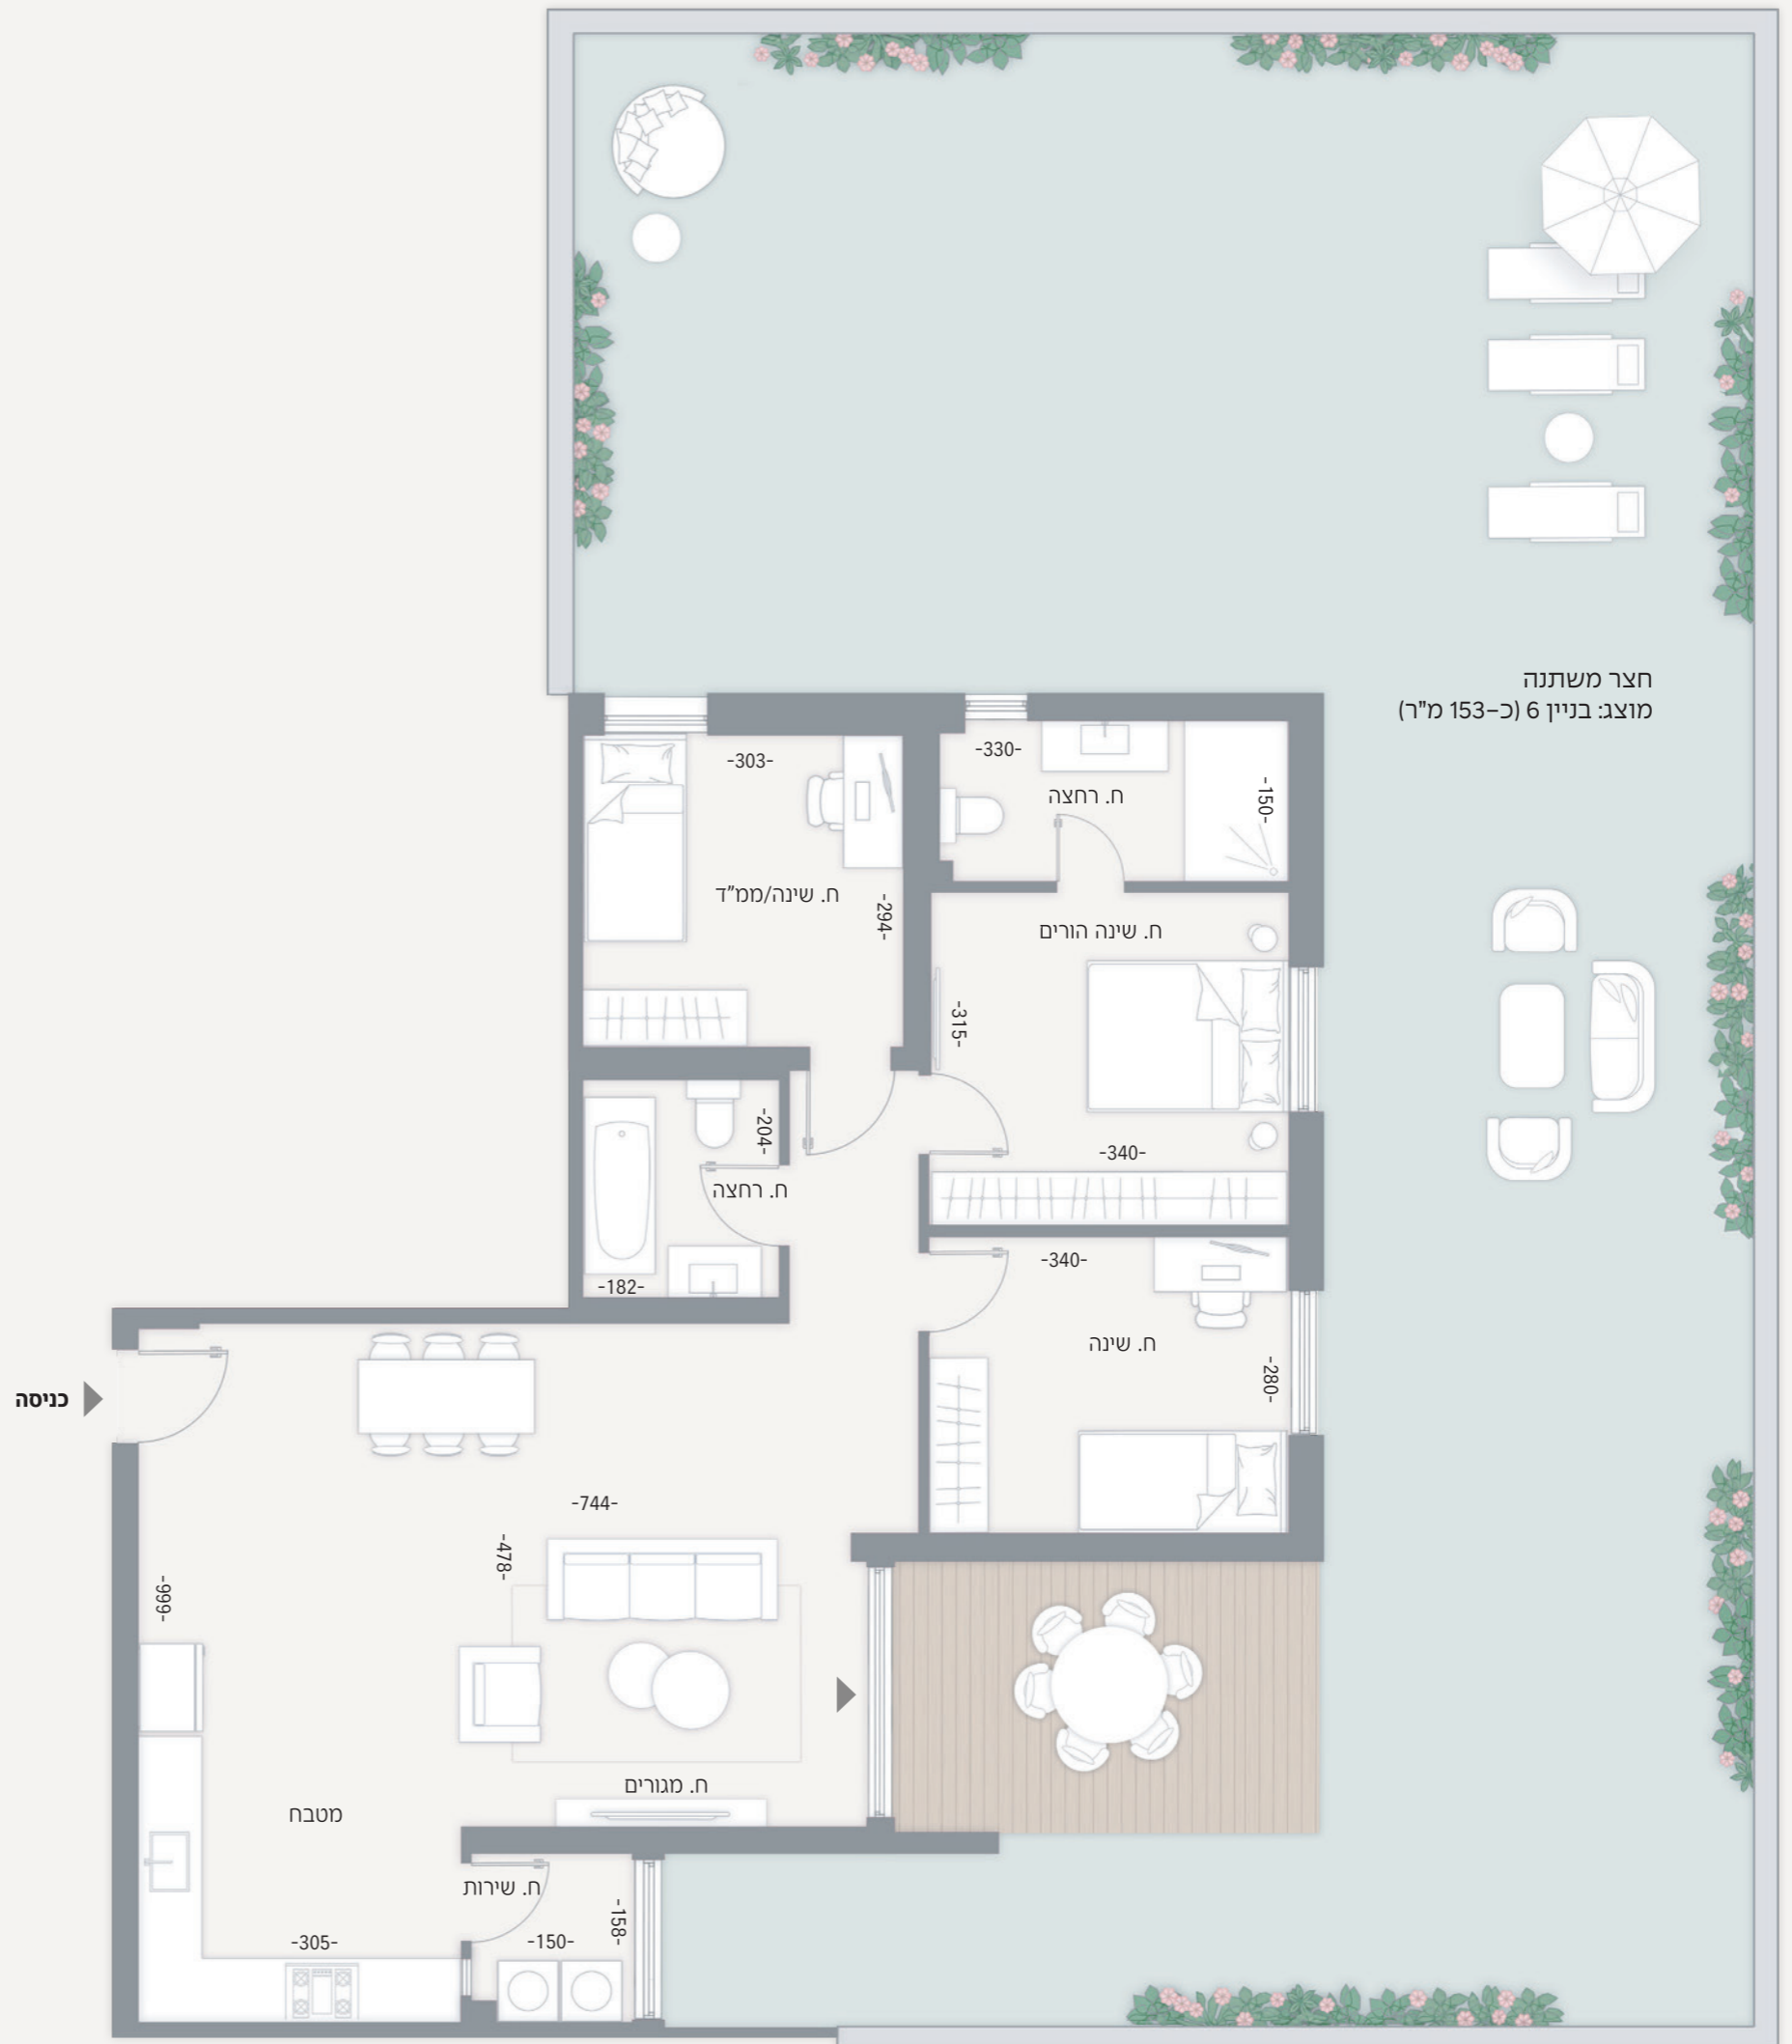 חצר משתנה
מוצג: בניין 6 (כ–153 מ"ר)
-303-
-330-
-150-
ח. רחצה
ח. שינה/ממ"ד
-294-
ח. שינה הורים
-315-
-204-
-340-
ח. רחצה
-182-
-340-
ח. שינה
-280-
כניסה
-744-
-478-
-999-
ח. מגורים
מטבח
ח. שירות
-158-
-150-
-305-